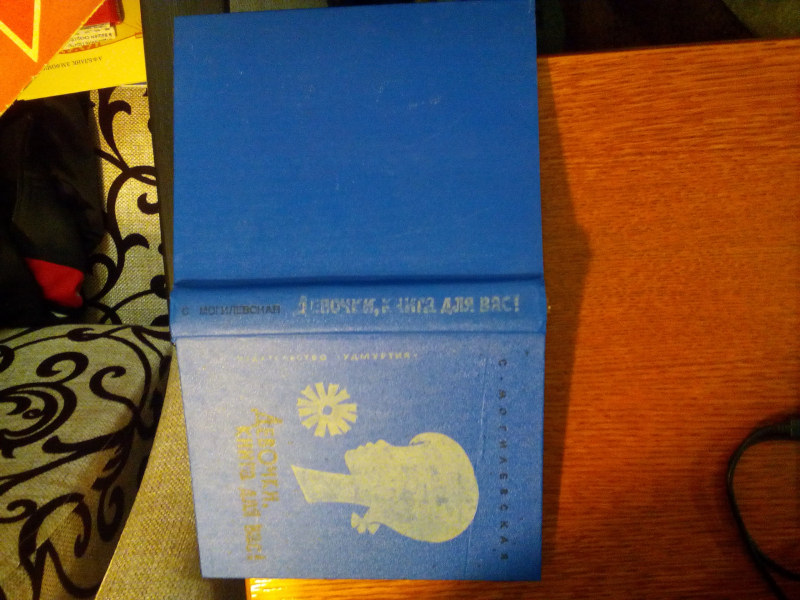 С МОГИЛЕВСКАЯ ДЕВОЧКИ, КНИГА ДЛЯ ВАС!
С. МОГИЛЕВСКАЯ
ДЕВОЧКИ,
КНИГА ДЛЯ ВАС!
ИЗДАТЕЛЬСТВО «УДМУРТИЯ»